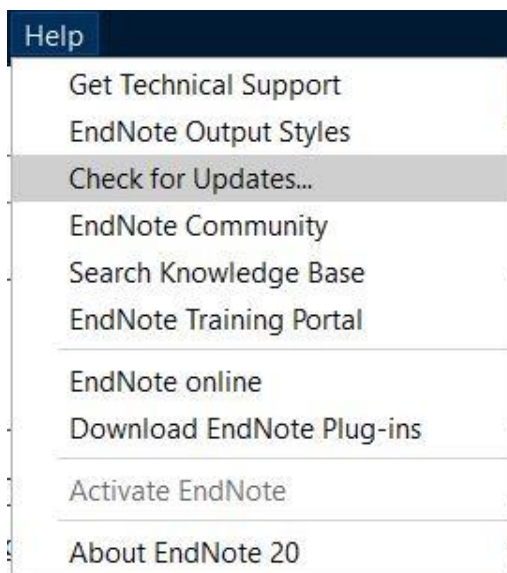 Help
Get Technical Support
EndNote Output Styles
Check for Updates...
EndNote Community
Search Knowledge Base
EndNote Training Portal
EndNote online
Download EndNote Plug-ins
Activate EndNote
About EndNote 20